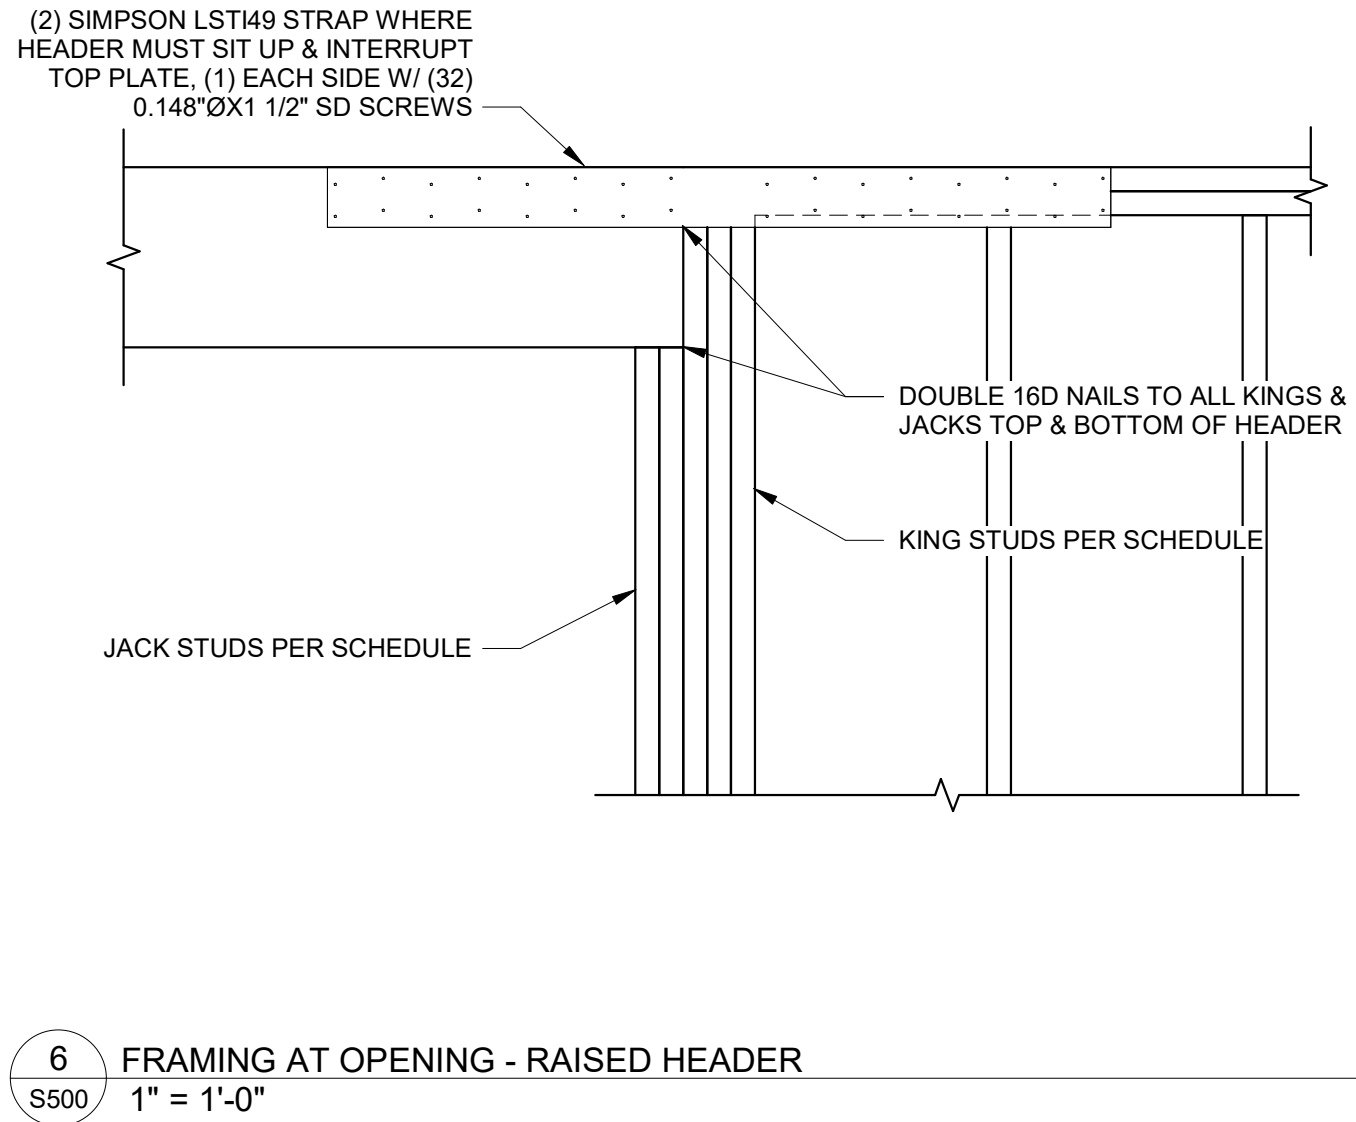 (2) SIMPSON LSTI49 STRAP WHERE
HEADER MUST SIT UP & INTERRUPT
TOP PLATE, (1) EACH SIDE W/ (32)
0.148"ØX1 1/2" SD SCREWS
DOUBLE 16D NAILS TO ALL KINGS &
JACKS TOP & BOTTOM OF HEADER
KING STUDS PER SCHEDULE
JACK STUDS PER SCHEDULE
6
FRAMING AT OPENING - RAISED HEADER
S500
1" = 1'-0"